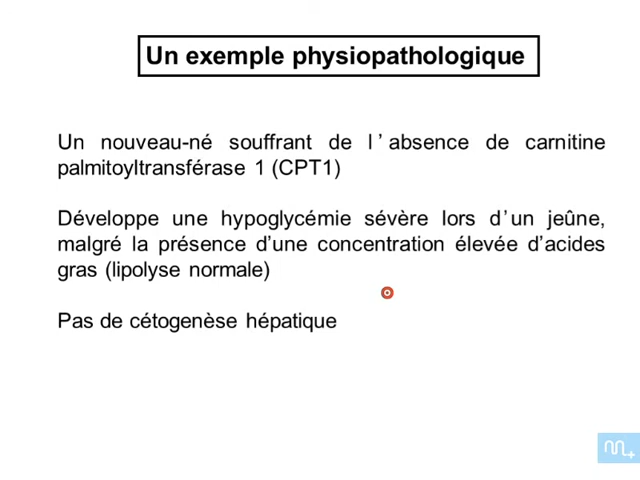 Un exemple physiopathologique
Un nouveau-né souffrant de l’absence de carnitine
palmitoyltransférase 1 (CPT1)
Développe une hypoglycémie sévère lors d’un jeûne,
malgré la présence d’une concentration élevée d’acides
gras (lipolyse normale)
Pas de cétogenèse hépatique